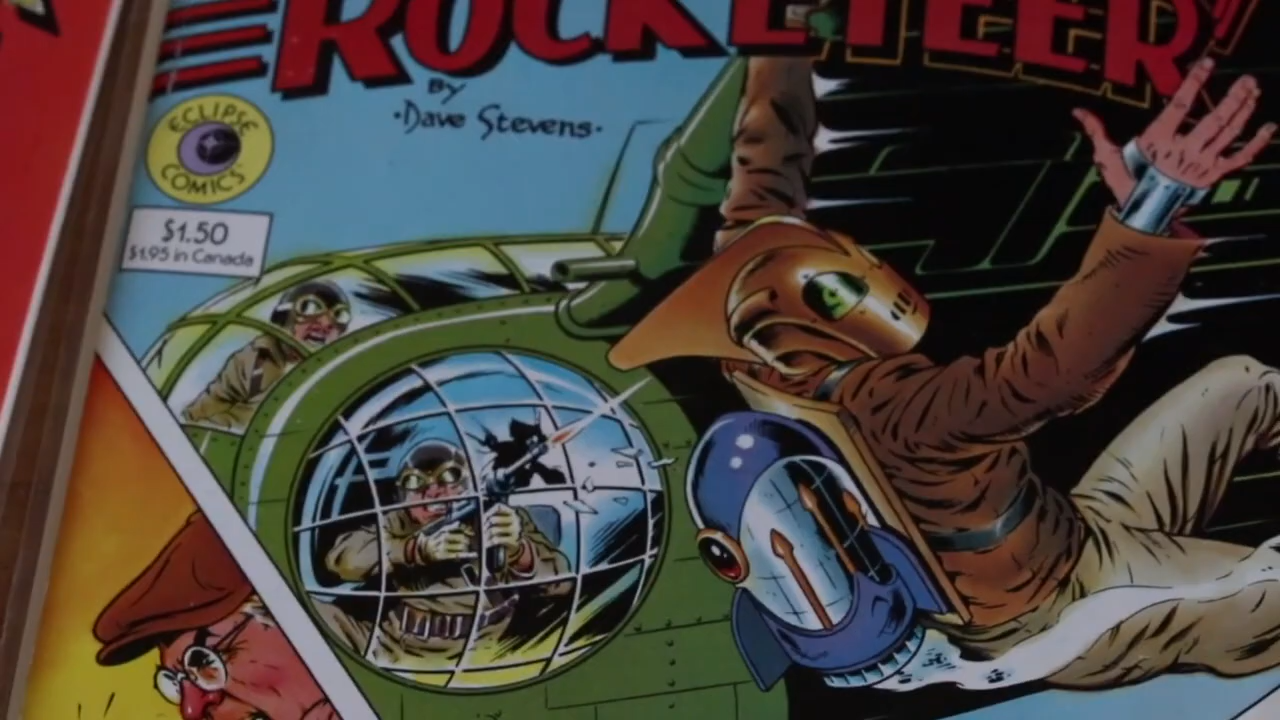 ROCKETEER
BY
·Dave Stevens·
ECLIPSE
COMICS
$1.50
$1.95 in Canada